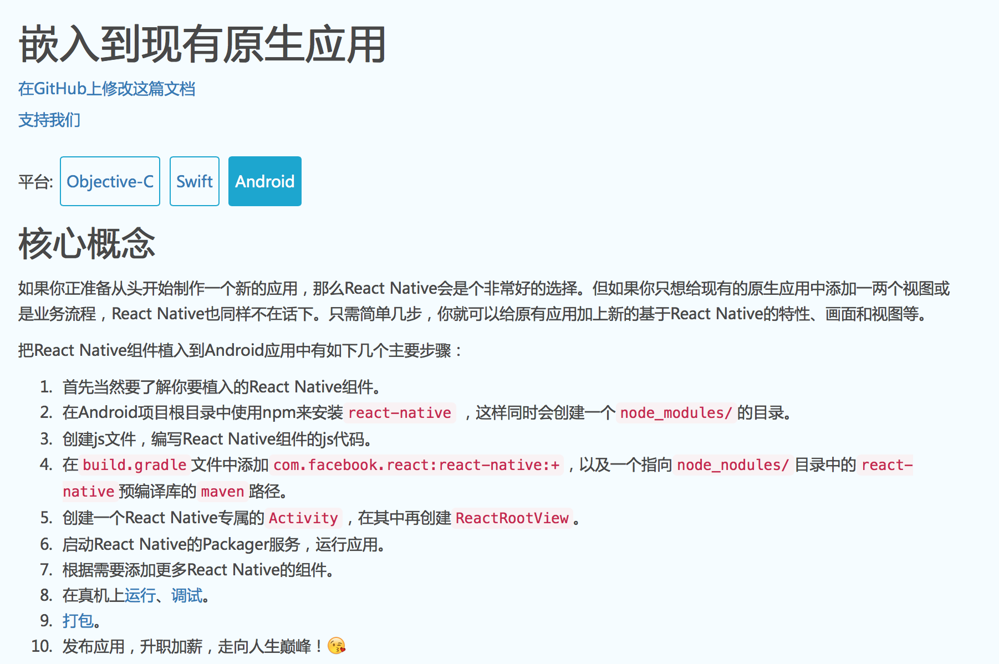 嵌入到现有原生应用
在GitHub上修改这篇文档
支持我们
平台: Objective-C Swift Android
核心概念
如果你正准备从头开始制作一个新的应用，那么React Native会是个非常好的选择。但如果你只想给现有的原生应用中添加一两个视图或
是业务流程，React Native也同样不在话下。只需简单几步，你就可以给原有应用加上新的基于React Native的特性、画面和视图等。
把React Native组件植入到Android应用中有如下几个主要步骤：
1. 首先当然要了解你要植入的React Native组件。
2. 在Android项目根目录中使用npm来安装 react-native ，这样同时会创建一个 node_modules/ 的目录。
3. 创建js文件，编写React Native组件的js代码。
4. 在 build.gradle 文件中添加 com.facebook.react:react-native:+ ，以及一个指向 node_nodules/ 目录中的 react-
native 预编译库的 maven 路径。
5. 创建一个React Native专属的 Activity ，在其中再创建 ReactRootView 。
6. 启动React Native的Packager服务，运行应用。
7. 根据需要添加更多React Native的组件。
8. 在真机上运行、调试。
9. 打包。
10. 发布应用，升职加薪，走向人生巅峰！😘